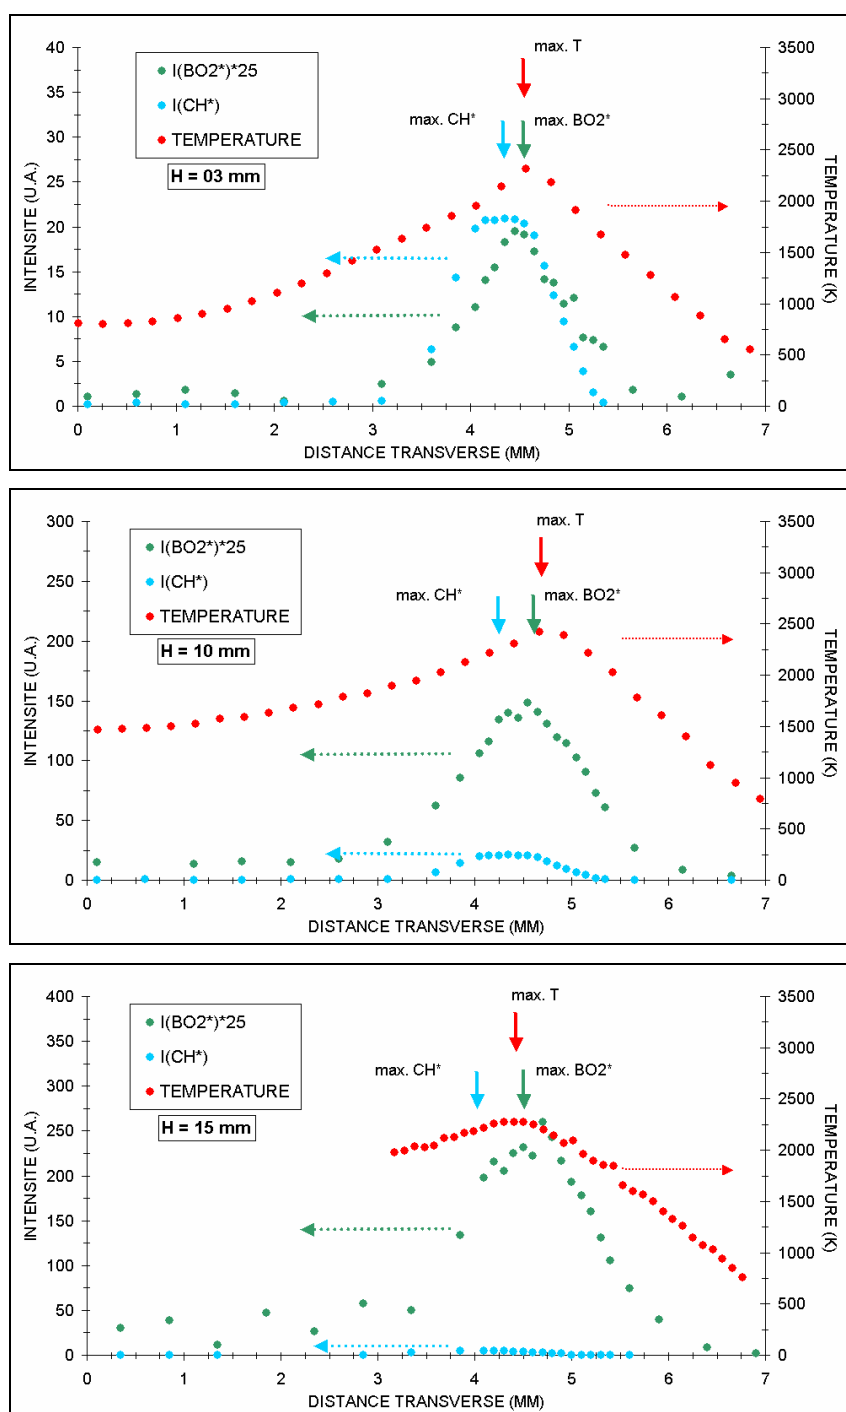 40
35
30
25
20
15
10
5
0
3500
3000
2500
2000
1500
1000
500
0
INTENSITE (U.A.)
TEMPERATURE (K)
I(BO2*)*25
I(CH*)
TEMPERATURE
H = 03 mm
max. T
max. CH*
max. BO2*
0 1 2 3 4 5 6 7
DISTANCE TRANSVERSE (MM)
300
250
200
150
100
50
0
3500
3000
2500
2000
1500
1000
500
0
INTENSITE (U.A.)
TEMPERATURE (K)
I(BO2*)*25
I(CH*)
TEMPERATURE
H = 10 mm
max. T
max. CH*
max. BO2*
0 1 2 3 4 5 6 7
DISTANCE TRANSVERSE (MM)
400
350
300
250
200
150
100
50
0
3500
3000
2500
2000
1500
1000
500
0
INTENSITE (U.A.)
TEMPERATURE (K)
I(BO2*)*25
I(CH*)
TEMPERATURE
H = 15 mm
max. T
max. CH*
max. BO2*
0 1 2 3 4 5 6 7
DISTANCE TRANSVERSE (MM)